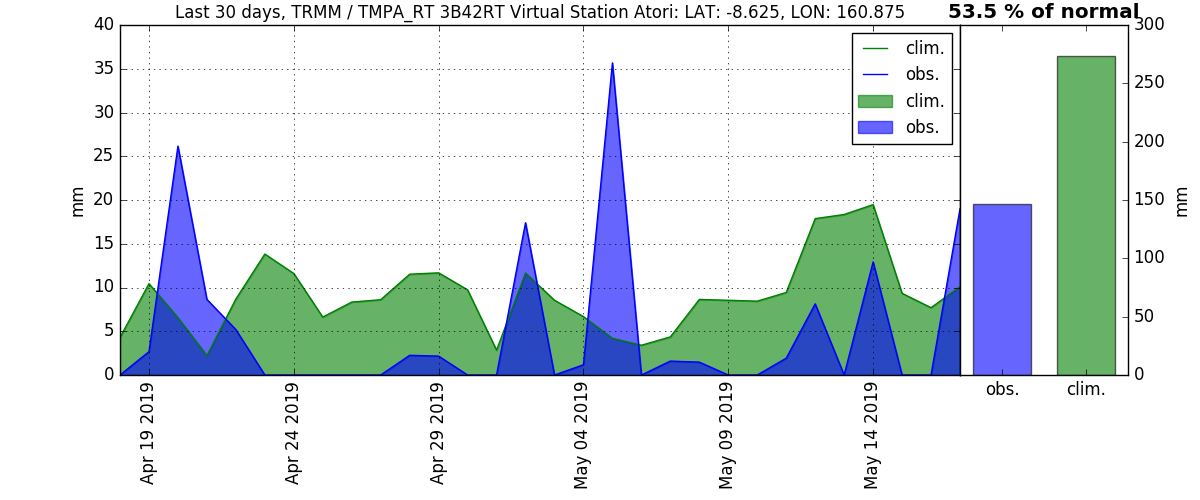 Last 30 days, TRMM / TMPA_RT 3B42RT Virtual Station Atori: LAT: -8.625, LON: 160.875
53.5 % of normal
40
35
30
25
20
15
10
5
0
mm
clim.
obs.
clim.
obs.
300
250
200
150
100
50
0
mm
Apr 19 2019
Apr 24 2019
Apr 29 2019
May 04 2019
May 09 2019
May 14 2019
obs.
clim.